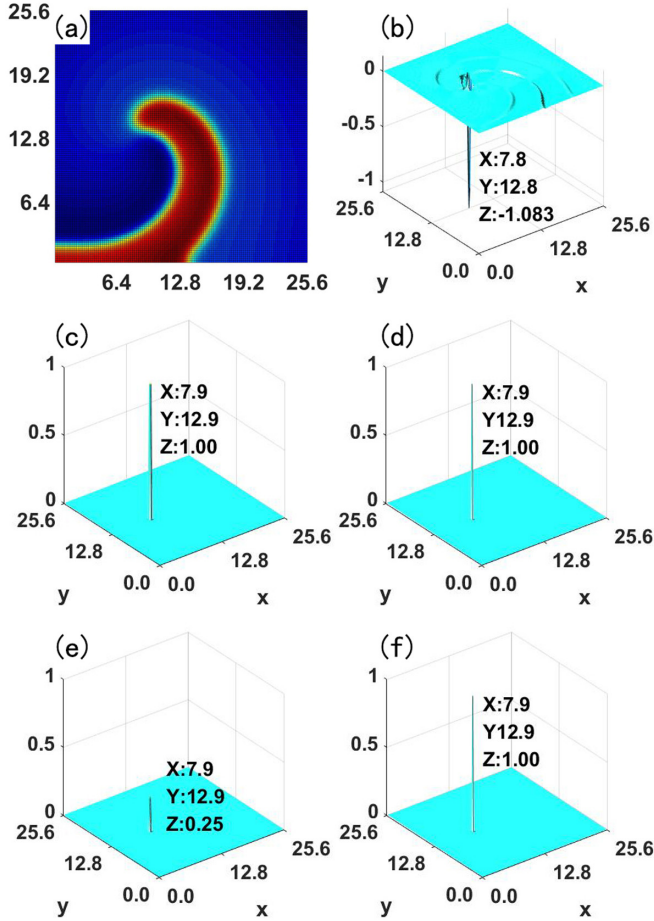 (a)
25.6
19.2
12.8
6.4
6.4 12.8 19.2 25.6
(b)
0
-0.5
-1
X:7.8
Y:12.8
Z:-1.083
25.6
12.8
0.0
y
0.0
12.8
25.6
x
(c)
1
0.5
0
X:7.9
Y:12.9
Z:1.00
25.6
12.8
0.0
y
0.0
12.8
25.6
x
(d)
1
0.5
0
X:7.9
Y12.9
Z:1.00
25.6
12.8
0.0
y
0.0
12.8
25.6
x
(e)
1
0.5
0
X:7.9
Y:12.9
Z:0.25
25.6
12.8
0.0
y
0.0
12.8
25.6
x
(f)
1
0.5
0
X:7.9
Y12.9
Z:1.00
25.6
12.8
0.0
y
0.0
12.8
25.6
x